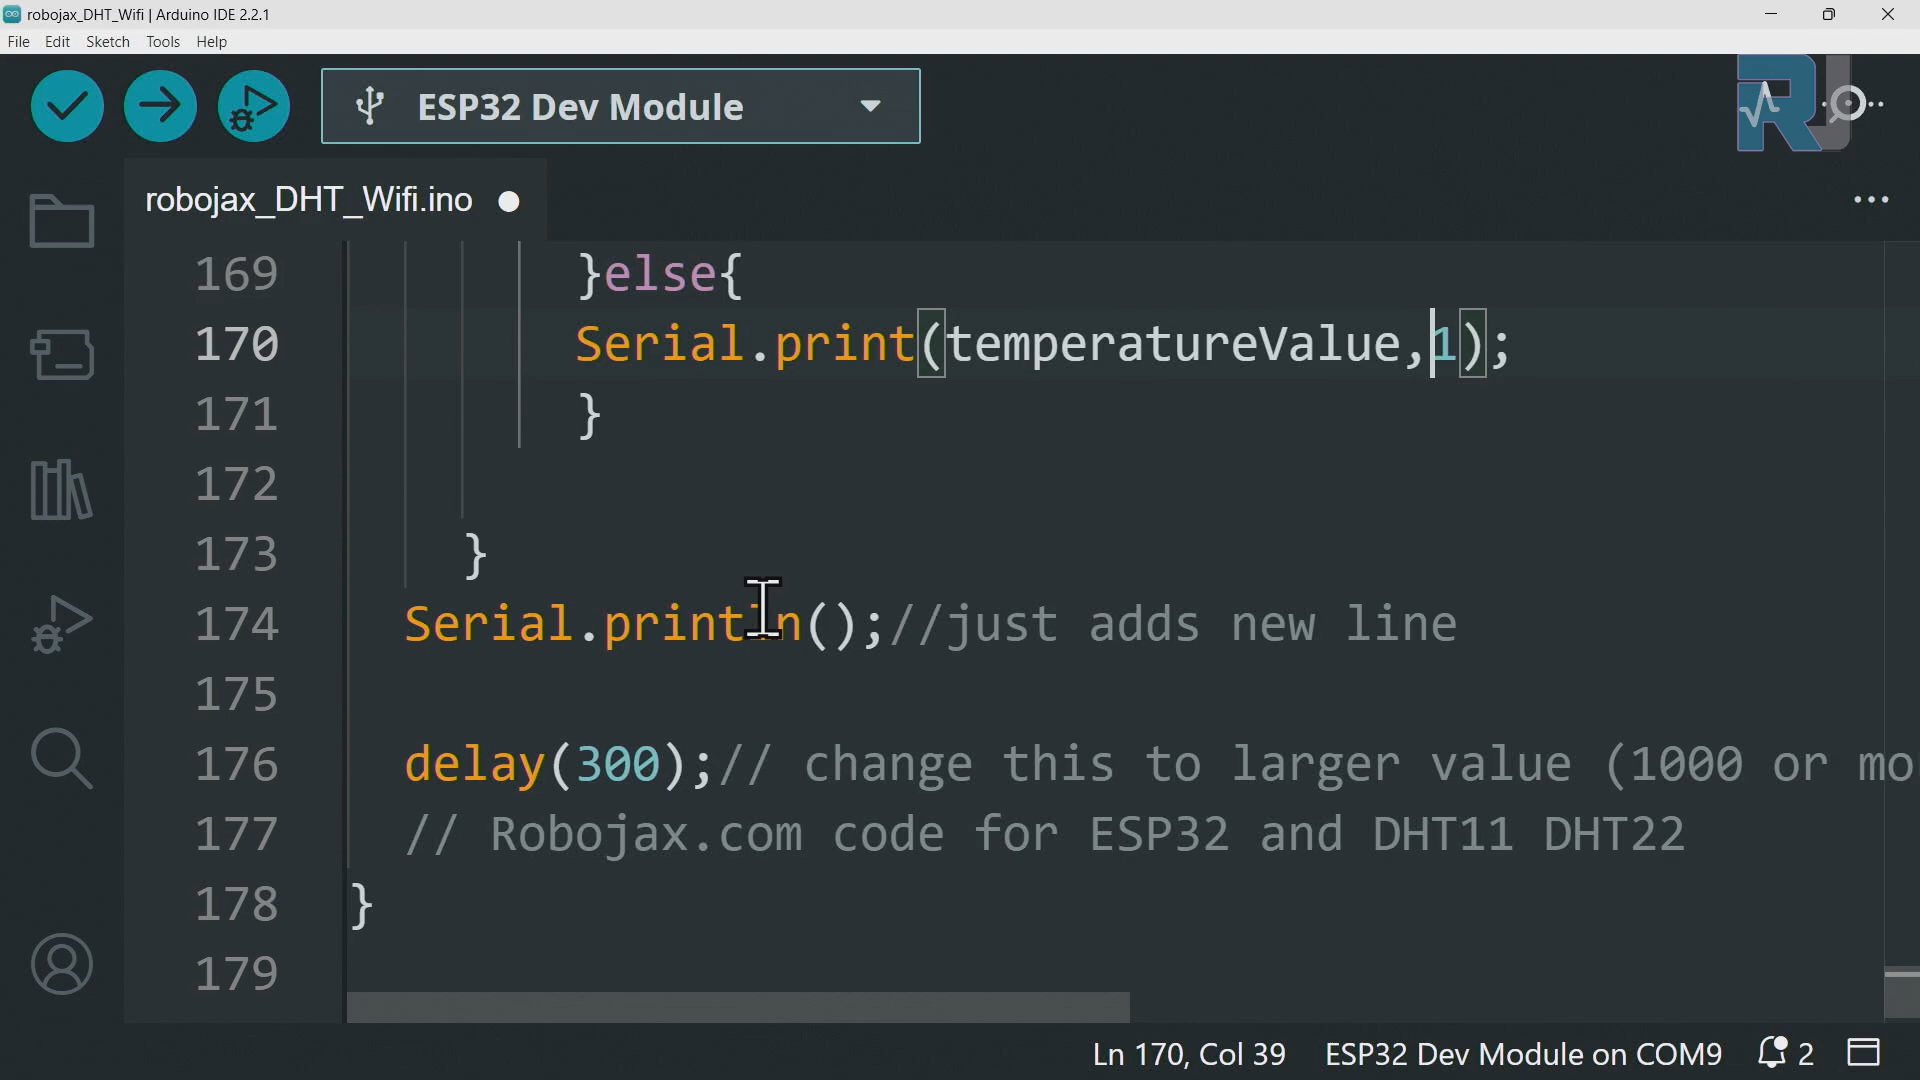 robojax_DHT_Wifi | Arduino IDE 2.2.1
File Edit Sketch Tools Help
ESP32 Dev Module
RJ
robojax_DHT_Wifi.ino
169 }else{
170 Serial.print(temperatureValue,1);
171 }
172
173 }
174 Serial.println();//just adds new line
175
176 delay(300);// change this to larger value (1000 or mo
177 // Robojax.com code for ESP32 and DHT11 DHT22
178 }
179
Ln 170, Col 39 ESP32 Dev Module on COM9 2